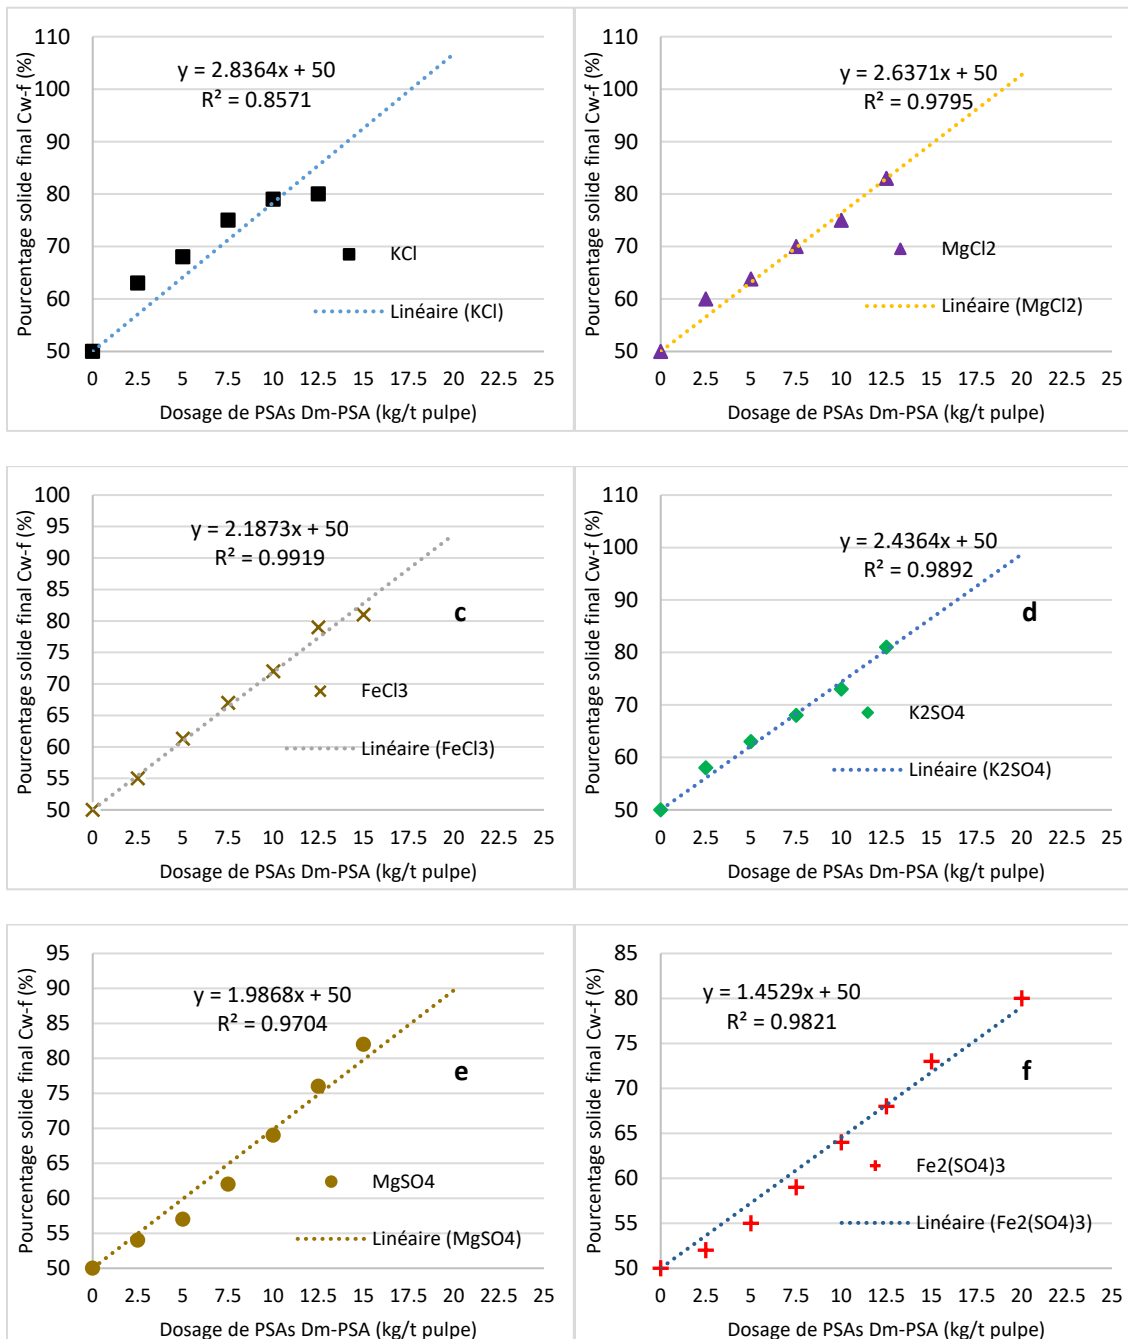 Pourcentage solide final Cw-f (%)
110
100
90
80
70
60
50
y = 2.8364x + 50
R² = 0.8571
KCl
Linéaire (KCl)
0 2.5 5 7.5 10 12.5 15 17.5 20 22.5 25
Dosage de PSAs Dm-PSA (kg/t pulpe)
Pourcentage solide final Cw-f (%)
110
100
90
80
70
60
50
y = 2.6371x + 50
R² = 0.9795
MgCl2
Linéaire (MgCl2)
0 2.5 5 7.5 10 12.5 15 17.5 20 22.5 25
Dosage de PSAs Dm-PSA (kg/t pulpe)
Pourcentage solide final Cw-f (%)
100
95
90
85
80
75
70
65
60
55
50
y = 2.1873x + 50
R² = 0.9919
c
FeCl3
Linéaire (FeCl3)
0 2.5 5 7.5 10 12.5 15 17.5 20 22.5 25
Dosage de PSAs Dm-PSA (kg/t pulpe)
Pourcentage solide final Cw-f (%)
110
100
90
80
70
60
50
y = 2.4364x + 50
R² = 0.9892
d
K2SO4
Linéaire (K2SO4)
0 2.5 5 7.5 10 12.5 15 17.5 20 22.5 25
Dosage de PSAs Dm-PSA (kg/t pulpe)
Pourcentage solide final Cw-f (%)
95
90
85
80
75
70
65
60
55
50
y = 1.9868x + 50
R² = 0.9704
e
MgSO4
Linéaire (MgSO4)
0 2.5 5 7.5 10 12.5 15 17.5 20 22.5 25
Dosage de PSAs Dm-PSA (kg/t pulpe)
Pourcentage solide final Cw-f (%)
85
80
75
70
65
60
55
50
y = 1.4529x + 50
R² = 0.9821
f
Fe2(SO4)3
Linéaire (Fe2(SO4)3)
0 2.5 5 7.5 10 12.5 15 17.5 20 22.5 25
Dosage de PSAs Dm-PSA (kg/t pulpe)